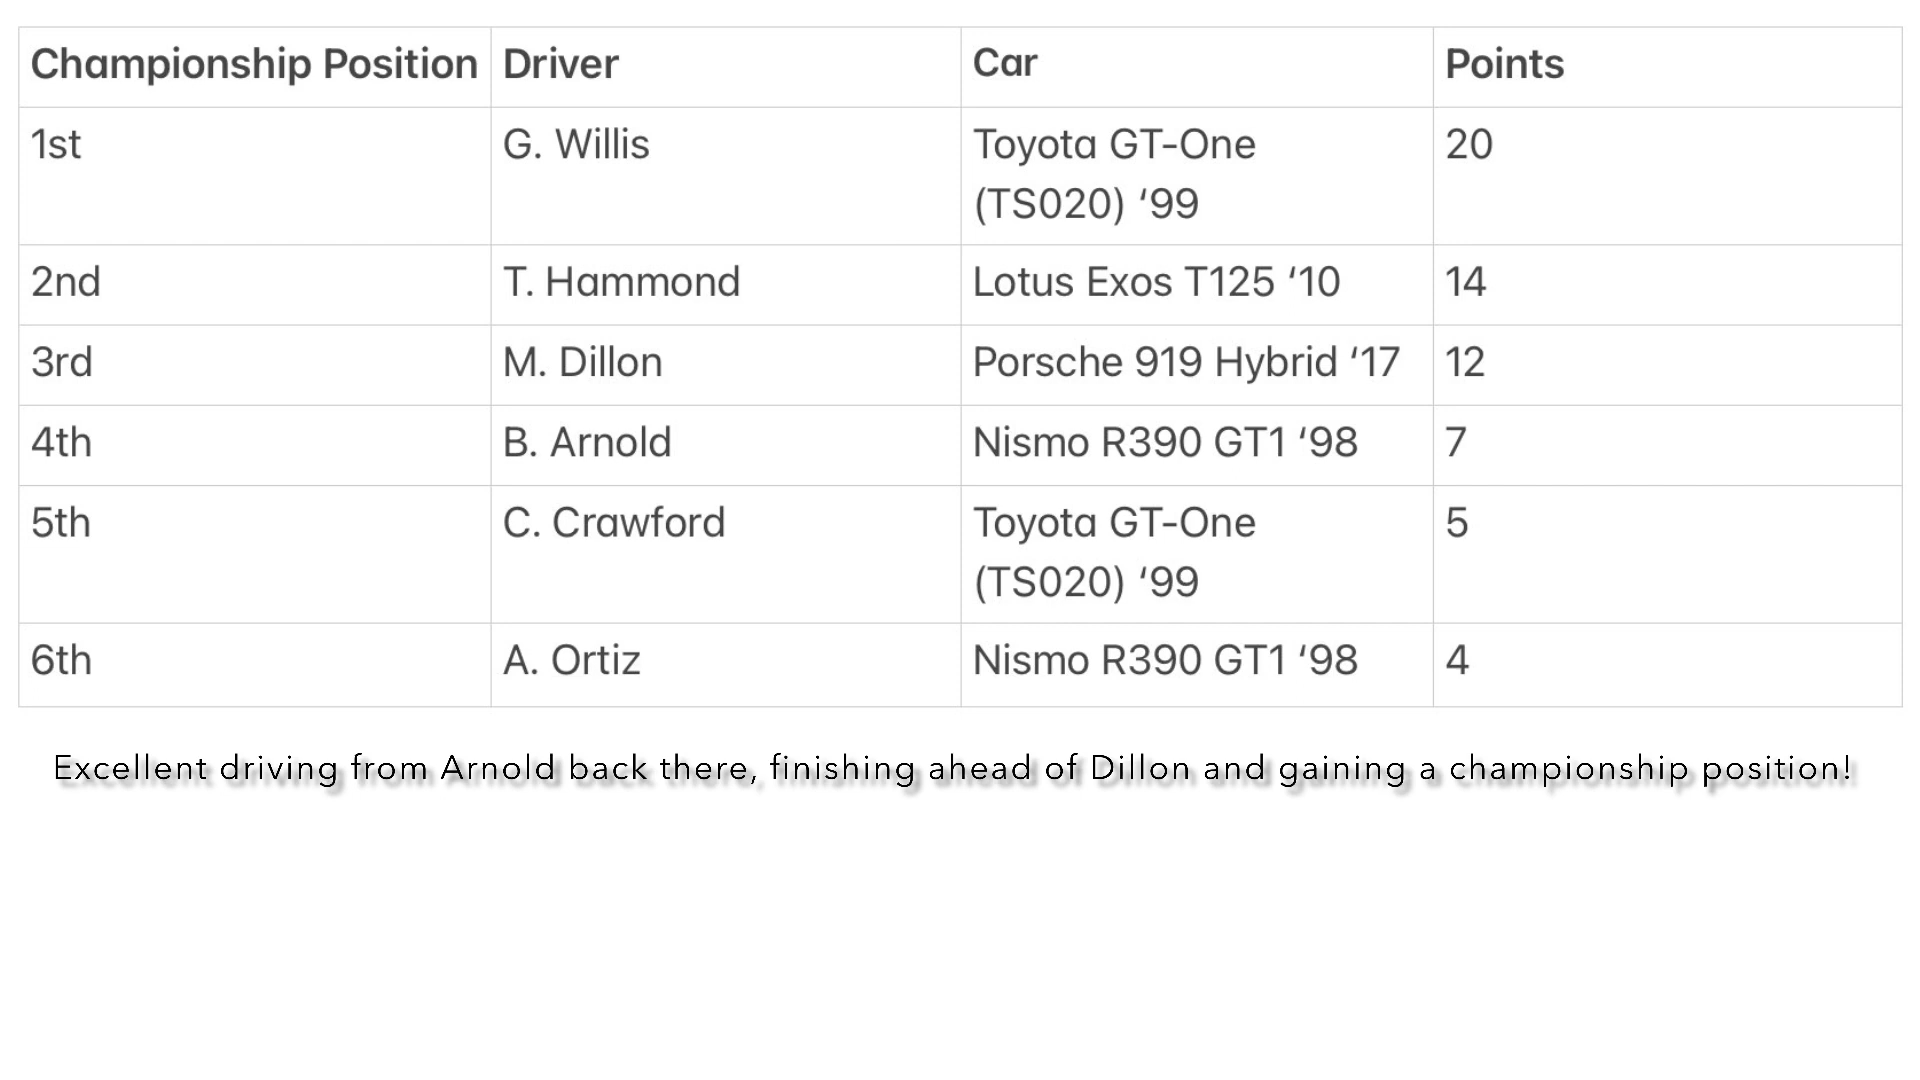 Championship Position Driver Car Points
1st G. Willis Toyota GT-One (TS020) ‘99 20
2nd T. Hammond Lotus Exos T125 ‘10 14
3rd M. Dillon Porsche 919 Hybrid ‘17 12
4th B. Arnold Nismo R390 GT1 ‘98 7
5th C. Crawford Toyota GT-One (TS020) ‘99 5
6th A. Ortiz Nismo R390 GT1 ‘98 4
Excellent driving from Arnold back there, finishing ahead of Dillon and gaining a championship position!